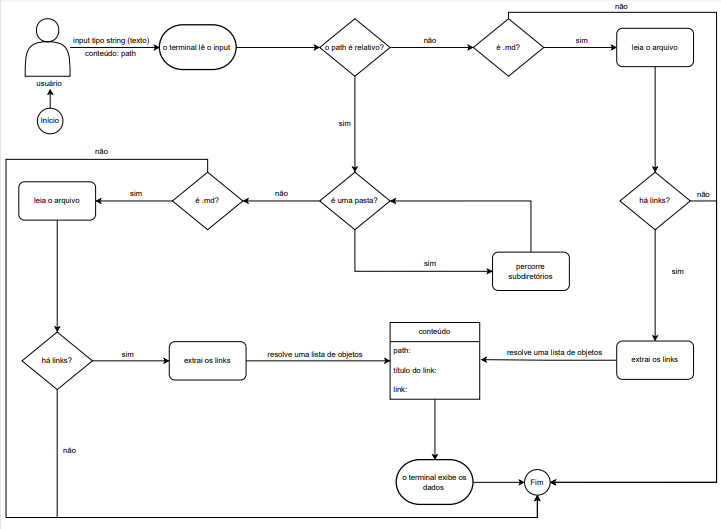 não
input tipo string (texto)
conteúdo: path
o terminal lê o input
o path é relativo?
não
é .md?
sim
leia o arquivo
usuário
Início
sim
não
leia o arquivo
sim
é .md?
não
é uma pasta?
há links?
não
sim
percorre
subdiretórios
sim
há links?
sim
extrai os links
resolve uma lista de objetos
conteúdo
path:
título do link:
link:
resolve uma lista de objetos
extrai os links
não
o terminal exibe os
dados
Fim